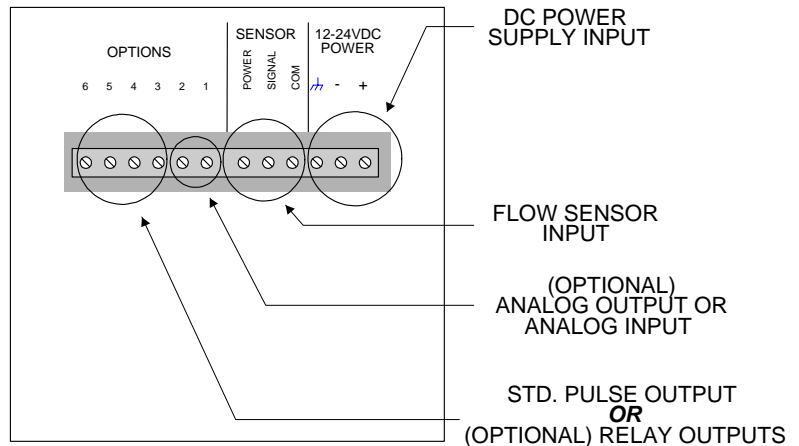 OPTIONS
6 5 4 3 2 1
SENSOR
POWER
SIGNAL
COM
12-24VDC
POWER
- +
DC POWER
SUPPLY INPUT
FLOW SENSOR
INPUT
(OPTIONAL)
ANALOG OUTPUT OR
ANALOG INPUT
STD. PULSE OUTPUT
OR
(OPTIONAL) RELAY OUTPUTS